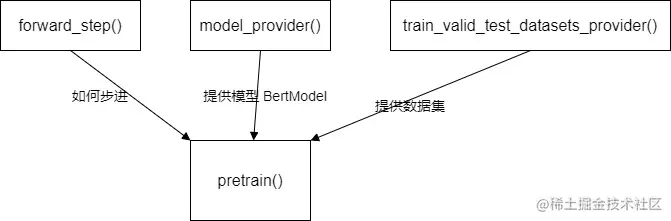 forward_step()
model_provider()
train_valid_test_datasets_provider()
如何步进
提供模型 BertModel
提供数据集
pretrain()
@稀土掘金技术社区